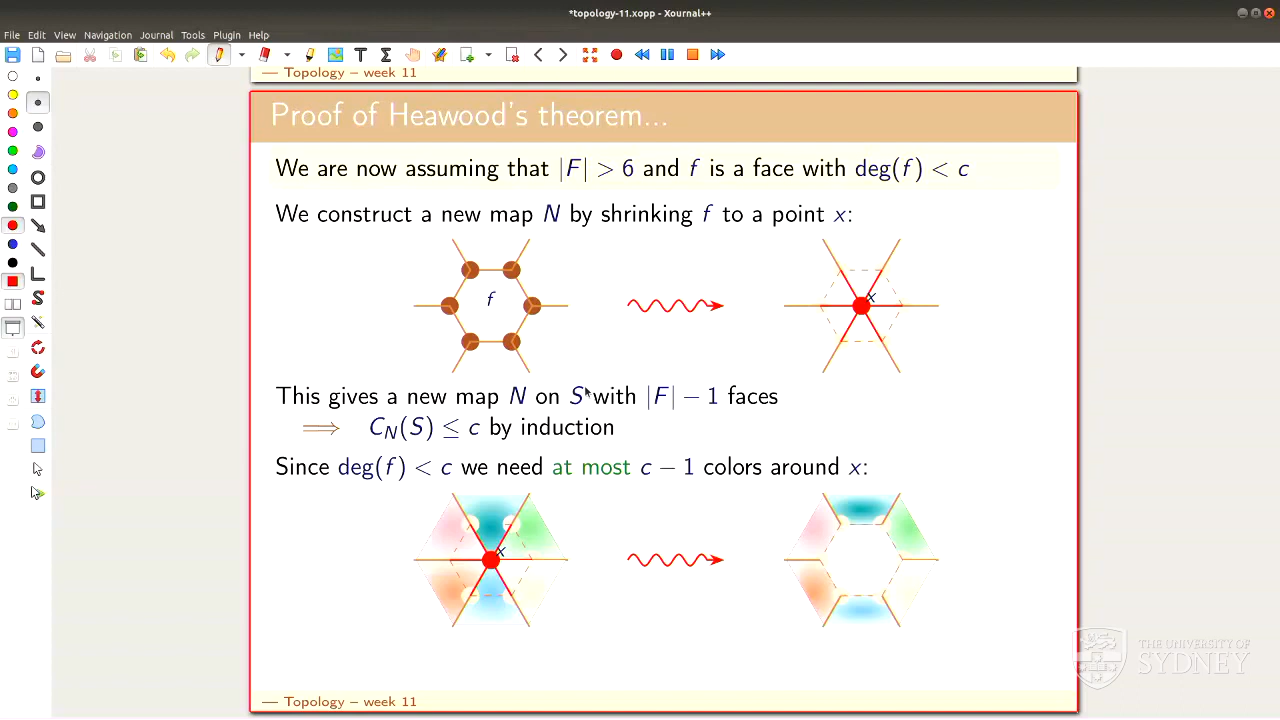 *topology-11.xopp - Xournal++
File Edit View Navigation Journal Tools Plugin Help
— Topology – week 11
Proof of Heawood's theorem...
We are now assuming that |F| > 6 and f is a face with deg(f) < c
We construct a new map N by shrinking f to a point x:
f
x
This gives a new map N on S with |F| − 1 faces
⟹ C_N(S) ≤ c by induction
Since deg(f) < c we need at most c − 1 colors around x:
x
THE UNIVERSITY OF
SYDNEY
— Topology – week 11